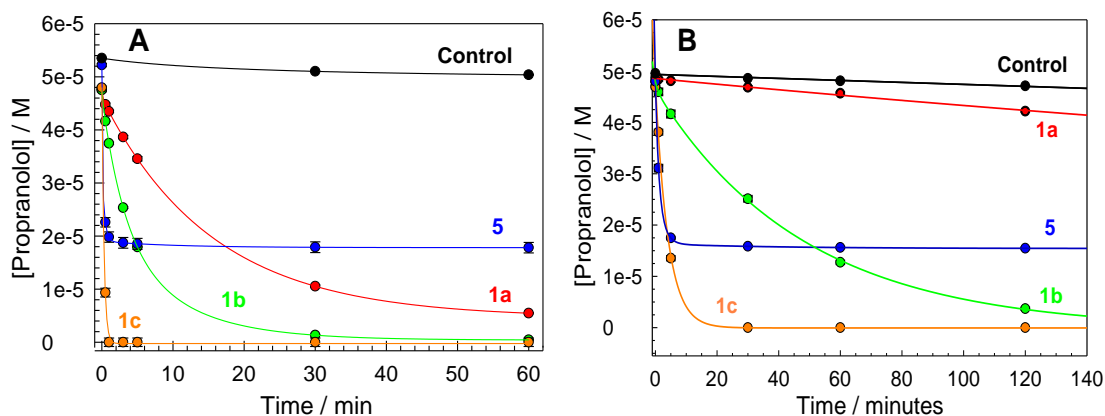 A
[Propranolol] / M
6e-5
5e-5
4e-5
3e-5
2e-5
1e-5
0
Control
5
1b
1a
1c
0 10 20 30 40 50 60
Time / min
B
[Propranolol] / M
6e-5
5e-5
4e-5
3e-5
2e-5
1e-5
0
Control
1a
5
1c
1b
0 20 40 60 80 100 120 140
Time / minutes